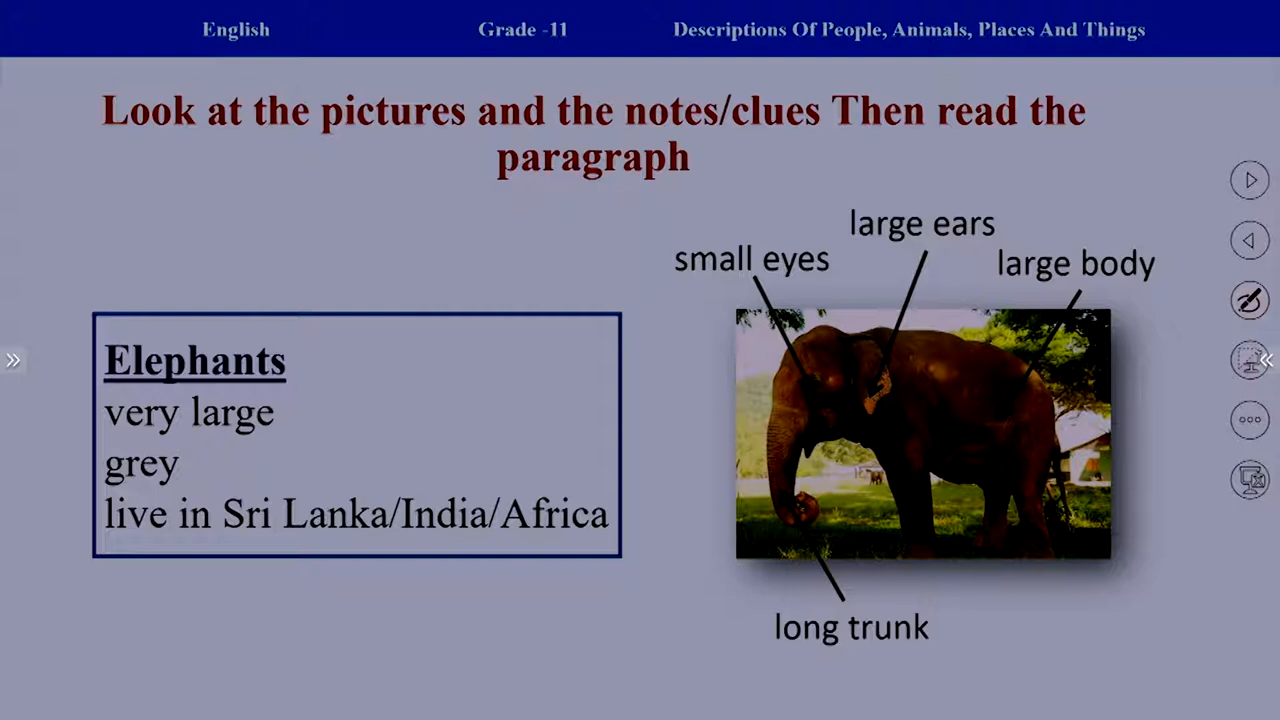 English Grade -11 Descriptions Of People, Animals, Places And Things
Look at the pictures and the notes/clues Then read the
paragraph
large ears
small eyes
large body
Elephants
very large
grey
live in Sri Lanka/India/Africa
long trunk